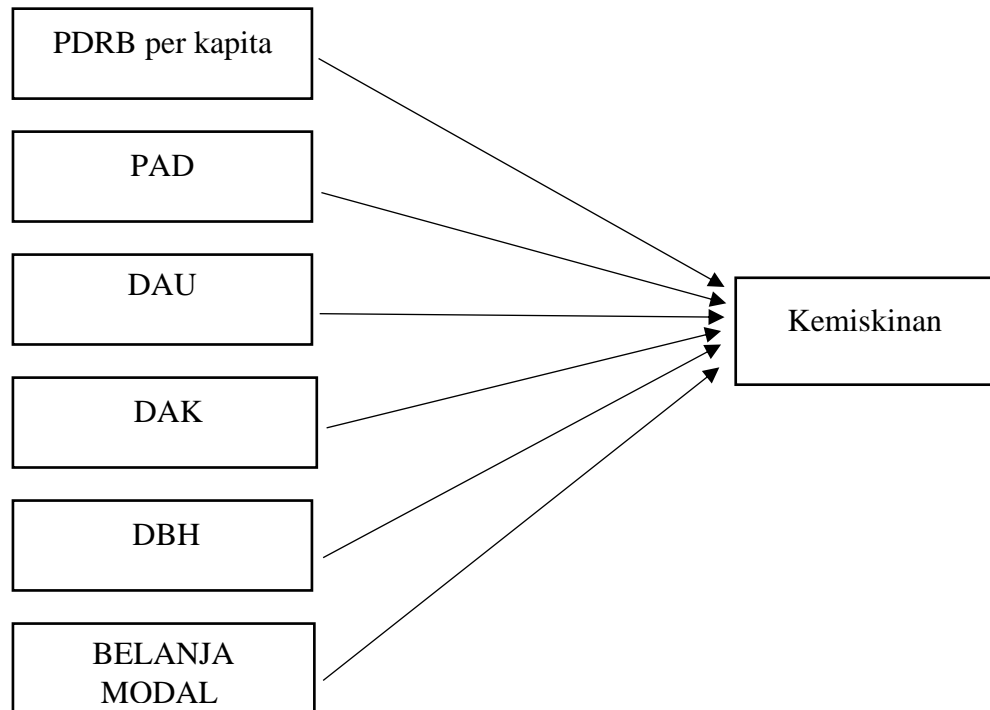 PDRB per kapita
PAD
DAU
DAK
DBH
BELANJA
MODAL
Kemiskinan